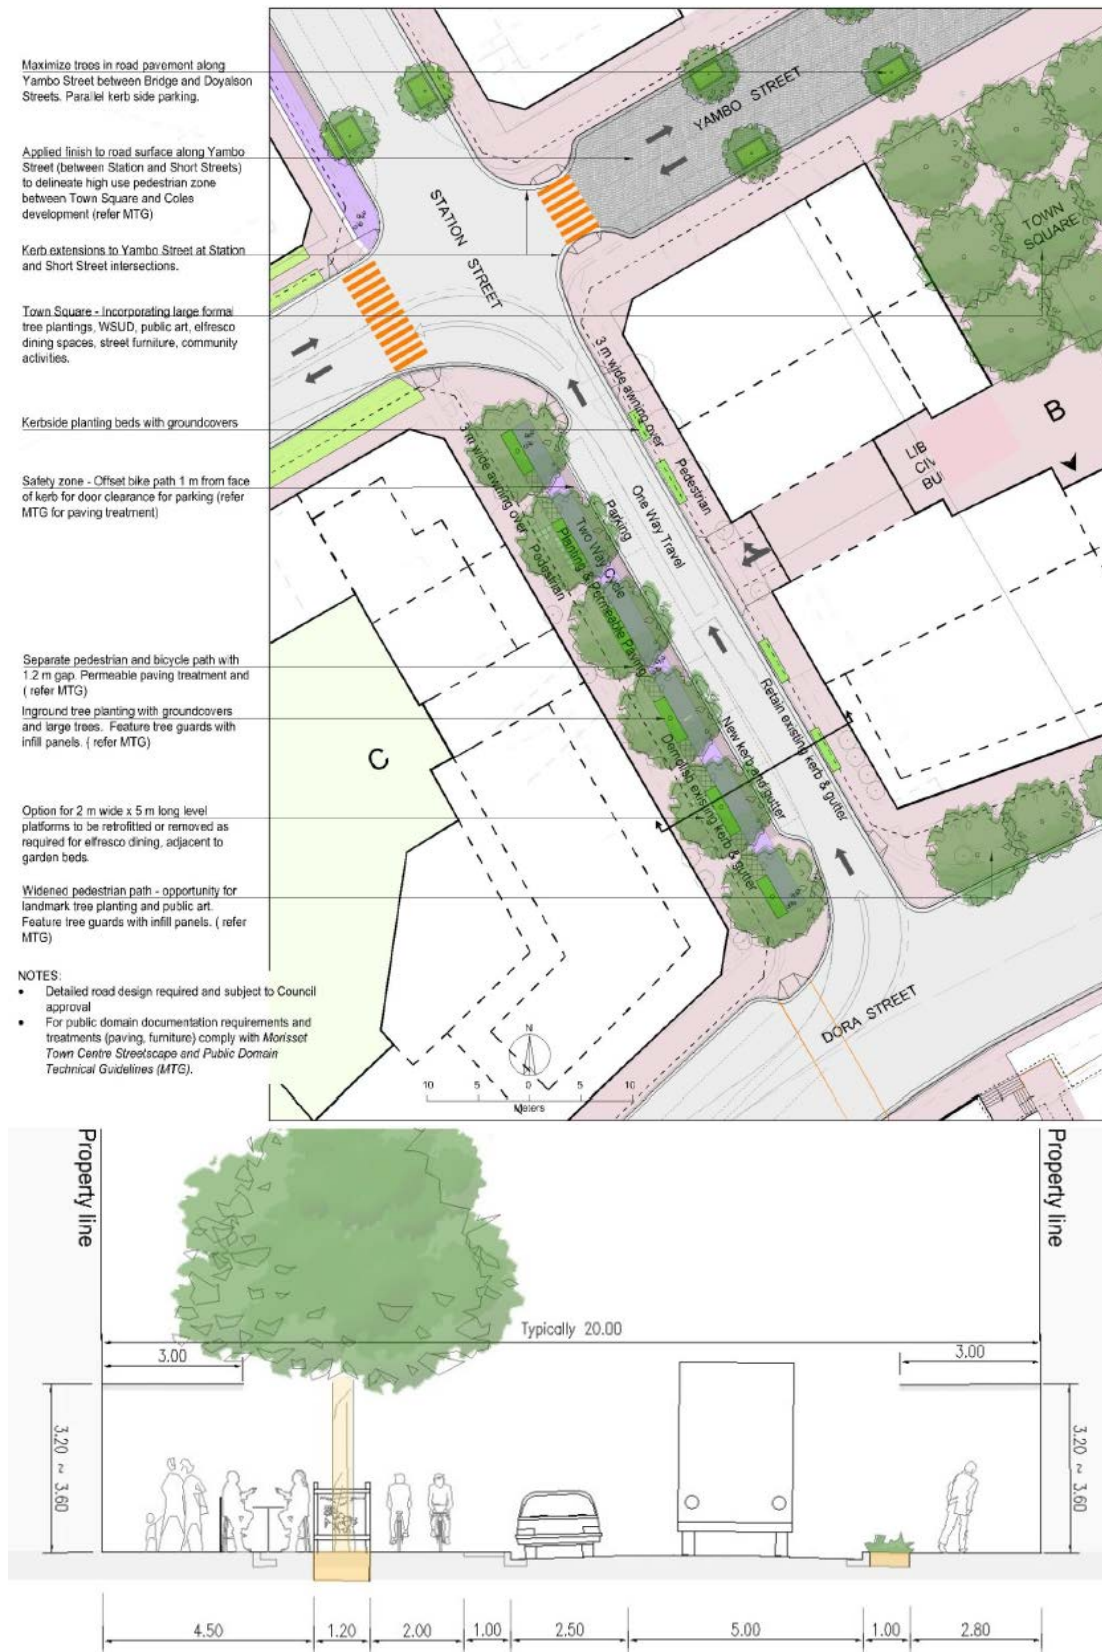 Maximize trees in road pavement along
Yambo Street between Bridge and Doyalson
Streets. Parallel kerb side parking.
Applied finish to road surface along Yambo
Street (between Station and Short Streets)
to delineate high use pedestrian zone
between Town Square and Coles
development (refer MTG)
Kerb extensions to Yambo Street at Station
and Short Street intersections.
Town Square - Incorporating large formal
tree plantings, WSUD, public art, elfresco
dining spaces, street furniture, community
activities.
Kerbside planting beds with groundcovers
Safety zone - Offset bike path 1 m from face
of kerb for door clearance for parking (refer
MTG for paving treatment)
Separate pedestrian and bicycle path with
1.2 m gap. Permeable paving treatment and
( refer MTG)
Inground tree planting with groundcovers
and large trees. Feature tree guards with
infill panels. ( refer MTG)
Option for 2 m wide x 5 m long level
platforms to be retrofitted or removed as
required for elfresco dining, adjacent to
garden beds.
Widened pedestrian path - opportunity for
landmark tree planting and public art.
Feature tree guards with infill panels. ( refer
MTG)
NOTES:
• Detailed road design required and subject to Council
approval
• For public domain documentation requirements and
treatments (paving, furniture) comply with Morisset
Town Centre Streetscape and Public Domain
Technical Guidelines (MTG).
YAMBO STREET
STATION
STREET
TOWN
SQUARE
3 m wide awning over
Pedestrian
B
LIB
CIV
BU
3 m wide awning over
Pedestrian
Parking
One Way Travel
Two Way Cycle
Planting & Permeable Paving
Retain existing kerb & gutter
New kerb and gutter
Demolish existing kerb & gutter
C
DORA STREET
N
10 5 0 5 10
Meters
Property line
Property line
Typically 20.00
3.00
3.00
3.20 ~ 3.60
3.20 ~ 3.60
4.50 1.20 2.00 1.00 2.50 5.00 1.00 2.80